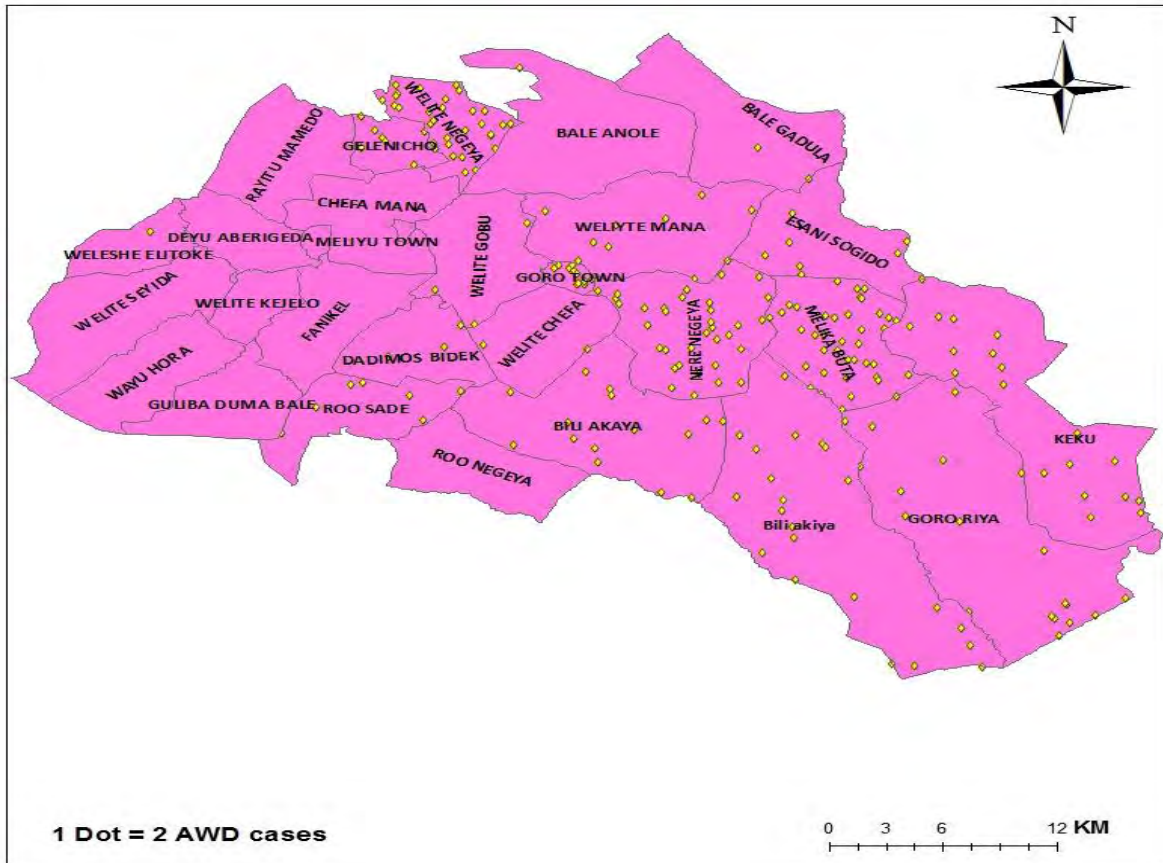 N
WELITE NEGEYA
BALE ANOLE
BALE GADULA
RAYITU MAMEDO
GELENICHO
CHEFA MANA
WELIYTE MANA
ESANI SOGIDO
DEYU ABERIGEDA
MELIYU TOWN
WELITE GOBU
WELESHE ELITOKE
GORO TOWN
WELITE SEYIDA
WELITE KEJELO
FANIKEL
WELITE CHEFA
NERE NEGEYA
MELIKA BUTA
DADIMOS BIDEK
WAYU HORA
GULIBA DUMA BALE
ROO SADE
BILI AKAYA
KEKU
ROO NEGEYA
Bili akiya
GORO RIYA
1 Dot = 2 AWD cases
0 3 6 12 KM